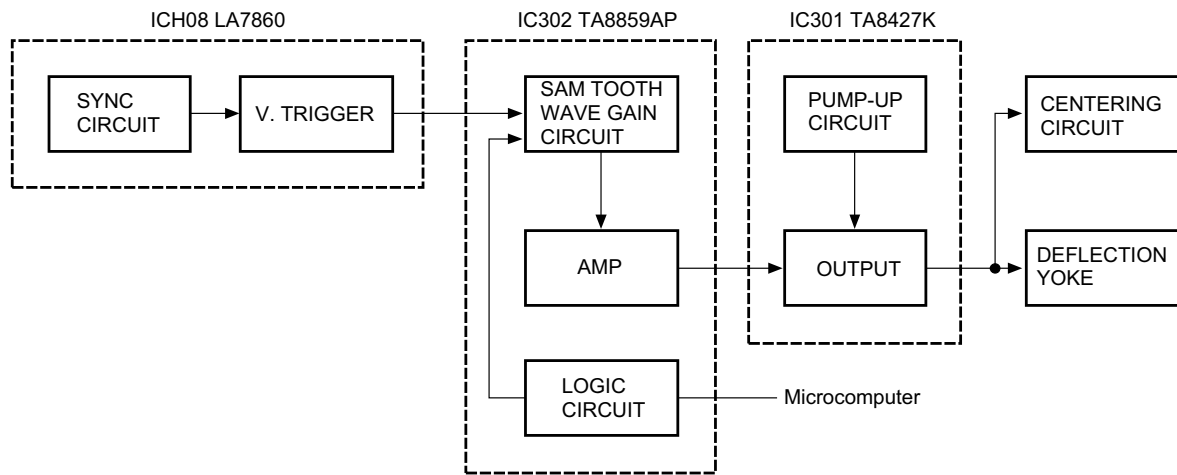 ICH08 LA7860
IC302 TA8859AP
IC301 TA8427K
SYNC
CIRCUIT
V. TRIGGER
SAM TOOTH
WAVE GAIN
CIRCUIT
PUMP-UP
CIRCUIT
CENTERING
CIRCUIT
AMP
OUTPUT
DEFLECTION
YOKE
LOGIC
CIRCUIT
Microcomputer